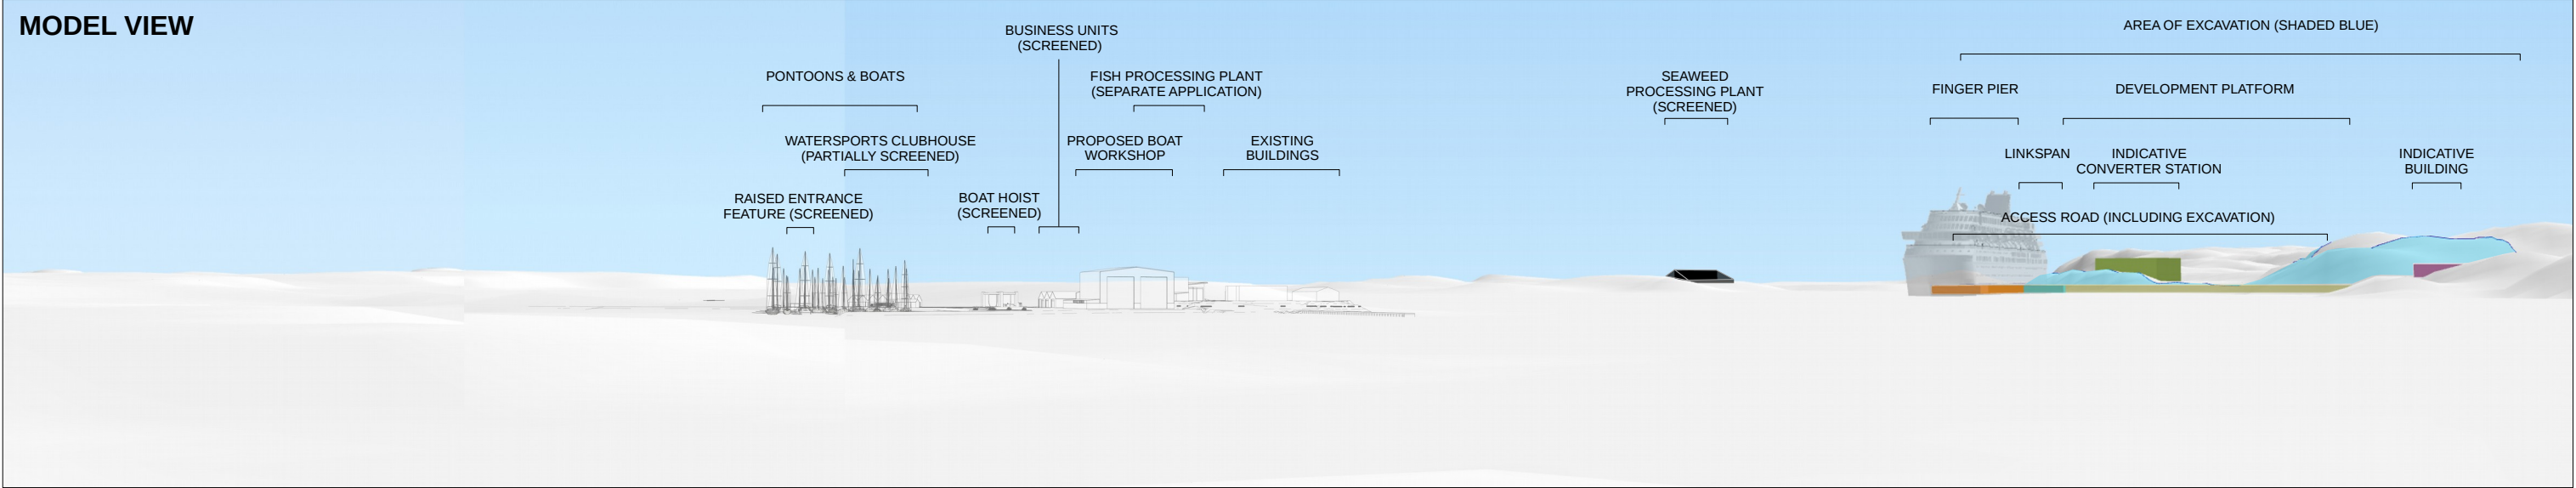 MODEL VIEW
BUSINESS UNITS
(SCREENED)
AREA OF EXCAVATION (SHADED BLUE)
PONTOONS & BOATS
FISH PROCESSING PLANT
(SEPARATE APPLICATION)
SEAWEED
PROCESSING PLANT
(SCREENED)
FINGER PIER
DEVELOPMENT PLATFORM
WATERSPORTS CLUBHOUSE
(PARTIALLY SCREENED)
PROPOSED BOAT
WORKSHOP
EXISTING
BUILDINGS
LINKSPAN
INDICATIVE
CONVERTER STATION
INDICATIVE
BUILDING
RAISED ENTRANCE
FEATURE (SCREENED)
BOAT HOIST
(SCREENED)
ACCESS ROAD (INCLUDING EXCAVATION)